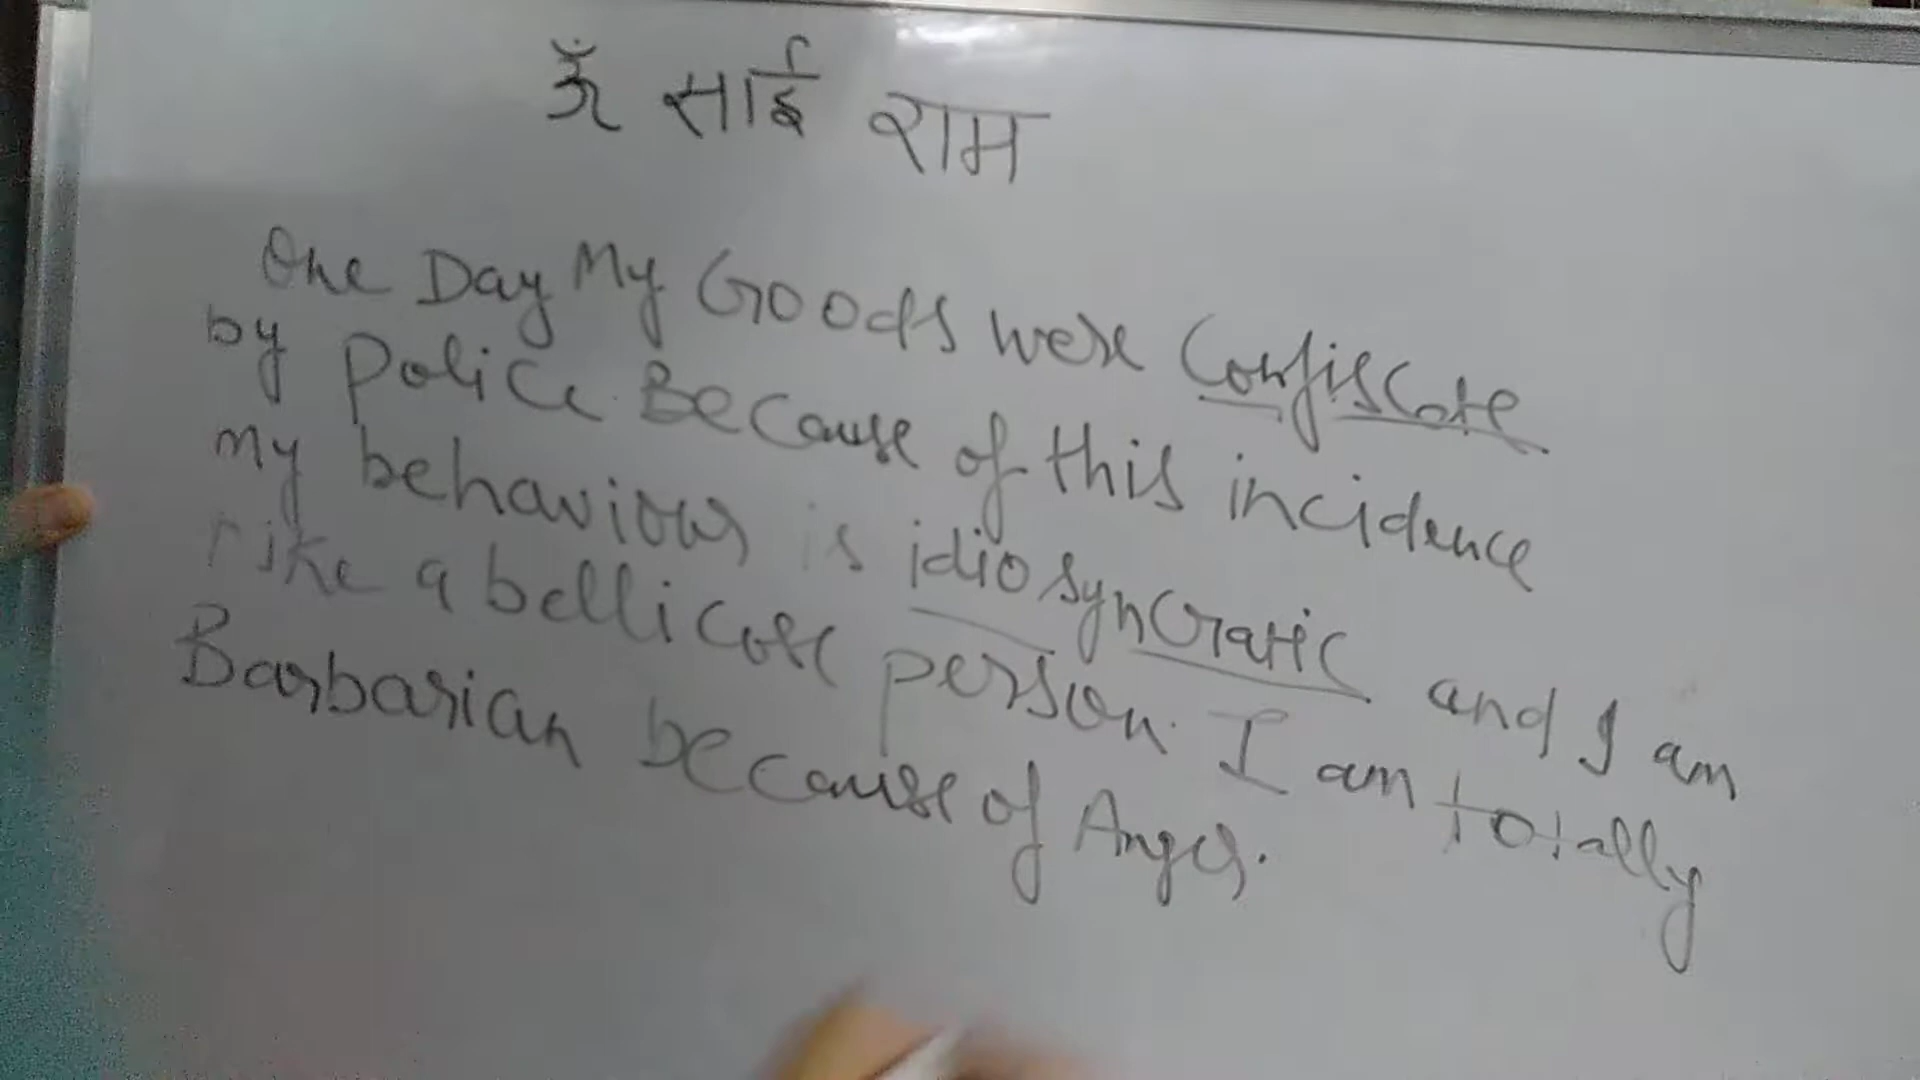 ॐ साई राम
One Day My Goods were Confiscate
by Police Because of this incidence
my behaviour is idiosyncratic and I am
like a bellicose person. I am totally
Barbarian because of Anger.